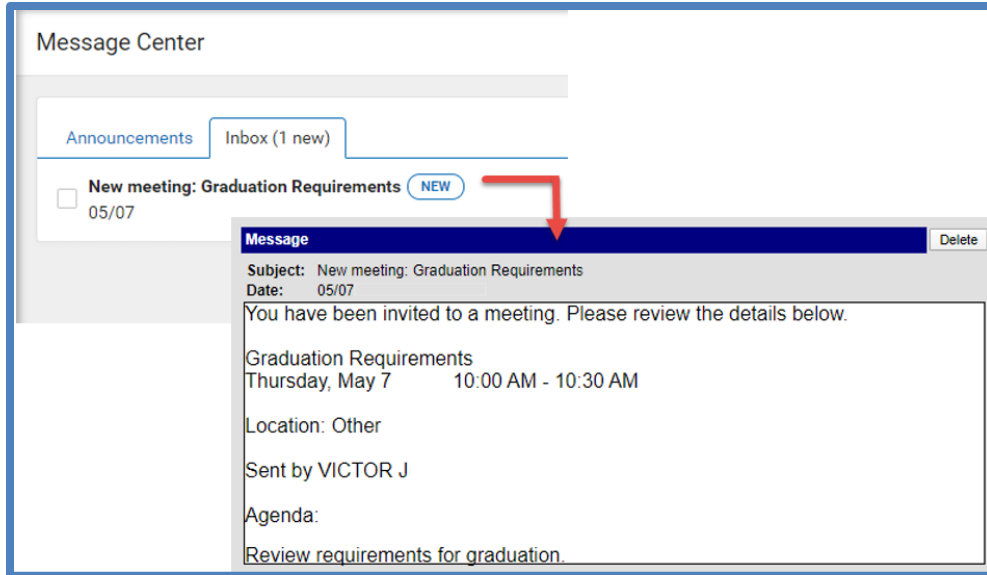 Message Center
Announcements Inbox (1 new)
New meeting: Graduation Requirements NEW
05/07
Message Delete
Subject: New meeting: Graduation Requirements
Date: 05/07
You have been invited to a meeting. Please review the details below.
Graduation Requirements
Thursday, May 7 10:00 AM - 10:30 AM
Location: Other
Sent by VICTOR J
Agenda:
Review requirements for graduation.